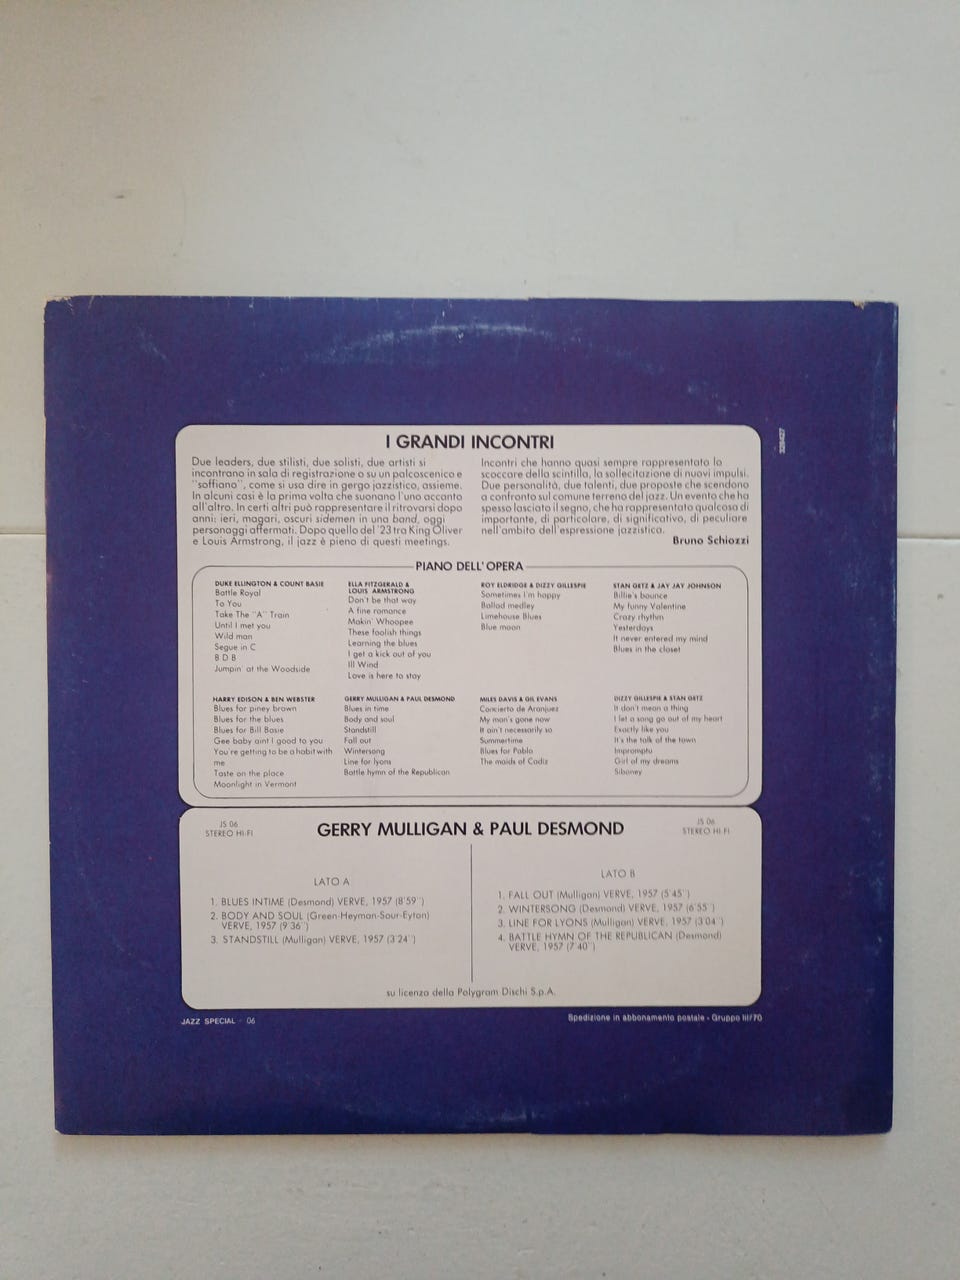 I GRANDI INCONTRI
Due leaders, due stilisti, due solisti, due artisti si
incontrano in sala di registrazione o su un palcoscenico e
"soffiano", come si usa dire in gergo jazzistico, assieme.
In alcuni casi è la prima volta che suonano l'uno accanto
all'altro. In certi altri può rappresentare il ritrovarsi dopo
anni: ieri, magari, oscuri sidemen in una band, oggi
personaggi affermati. Dopo quello del '23 tra King Oliver
e Louis Armstrong, il jazz è pieno di questi meetings.
Incontri che hanno quasi sempre rappresentato lo
scoccare della scintilla, la sollecitazione di nuovi impulsi.
Due personalità, due talenti, due proposte che scendono
a confronto sul comune terreno del jazz. Un evento che ha
spesso lasciato il segno, che ha rappresentato qualcosa di
importante, di particolare, di significativo, di peculiare
nell'ambito dell'espressione jazzistica.
Bruno Schiozzi
328427
PIANO DELL'OPERA
DUKE ELLINGTON & COUNT BASIE
Battle Royal
To You
Take The "A" Train
Until I met you
Wild man
Segue in C
B D B
Jumpin' at the Woodside
ELLA FITZGERALD &
LOUIS ARMSTRONG
Don't be that way
A fine romance
Makin' Whoopee
These foolish things
Learning the blues
I get a kick out of you
Ill Wind
Love is here to stay
ROY ELDRIDGE & DIZZY GILLESPIE
Sometimes I'm happy
Ballad medley
Limehouse Blues
Blue moon
STAN GETZ & JAY JAY JOHNSON
Billie's bounce
My funny Valentine
Crazy rhythm
Yesterdays
It never entered my mind
Blues in the closet
HARRY EDISON & BEN WEBSTER
Blues for piney brown
Blues for the blues
Blues for Bill Basie
Gee baby aint I good to you
You're getting to be a habit with
me
Taste on the place
Moonlight in Vermont
GERRY MULLIGAN & PAUL DESMOND
Blues in time
Body and soul
Standstill
Fall out
Wintersong
Line for lyons
Battle hymn of the Republican
MILES DAVIS & GIL EVANS
Concierto de Aranjuez
My man's gone now
It ain't necessarily so
Summertime
Blues for Pablo
The maids of Cadiz
DIZZY GILLESPIE & STAN GETZ
It don't mean a thing
I let a song go out of my heart
Exactly like you
It's the talk of the town
Impromptu
Girl of my dreams
Siboney
JS 06
STEREO HI-FI
GERRY MULLIGAN & PAUL DESMOND
JS 06
STEREO HI-FI
LATO A
1. BLUES INTIME (Desmond) VERVE, 1957 (8'59'')
2. BODY AND SOUL (Green-Heyman-Sour-Eyton)
VERVE, 1957 (9'36'')
3. STANDSTILL (Mulligan) VERVE, 1957 (3'24'')
LATO B
1. FALL OUT (Mulligan) VERVE, 1957 (5'45'')
2. WINTERSONG (Desmond) VERVE, 1957 (6'55'')
3. LINE FOR LYONS (Mulligan) VERVE, 1957 (3'04'')
4. BATTLE HYMN OF THE REPUBLICAN (Desmond)
VERVE, 1957 (7'40'')
su licenza della Polygram Dischi S.p.A.
JAZZ SPECIAL - 06
Spedizione in abbonamento postale - Gruppo III/70